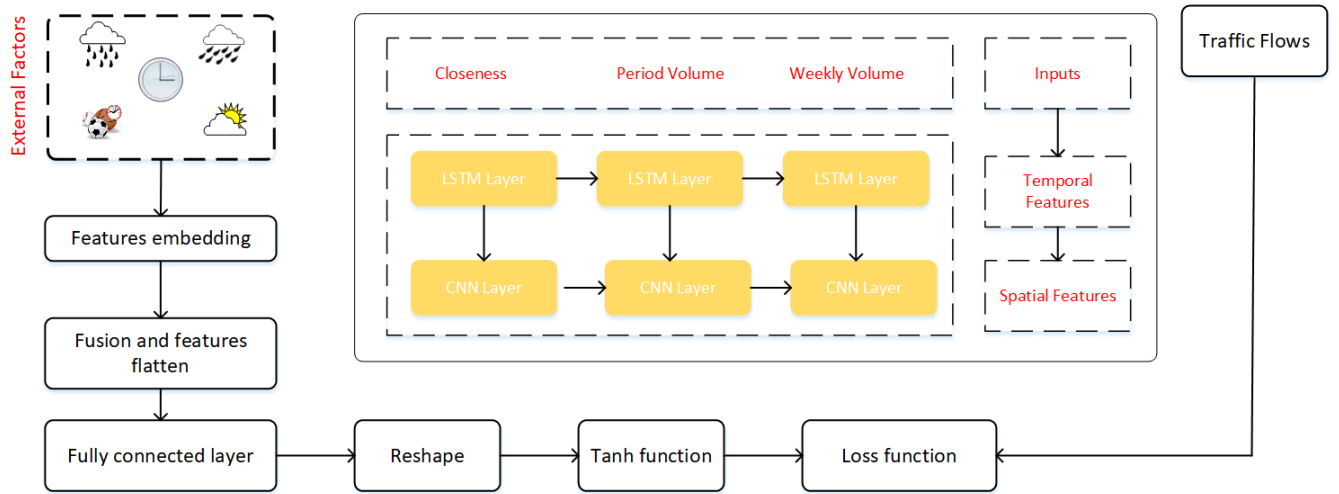 External Factors
Closeness
Period Volume
Weekly Volume
Inputs
Traffic Flows
LSTM Layer
LSTM Layer
LSTM Layer
Temporal
Features
Features embedding
CNN Layer
CNN Layer
CNN Layer
Spatial Features
Fusion and features
flatten
Fully connected layer
Reshape
Tanh function
Loss function